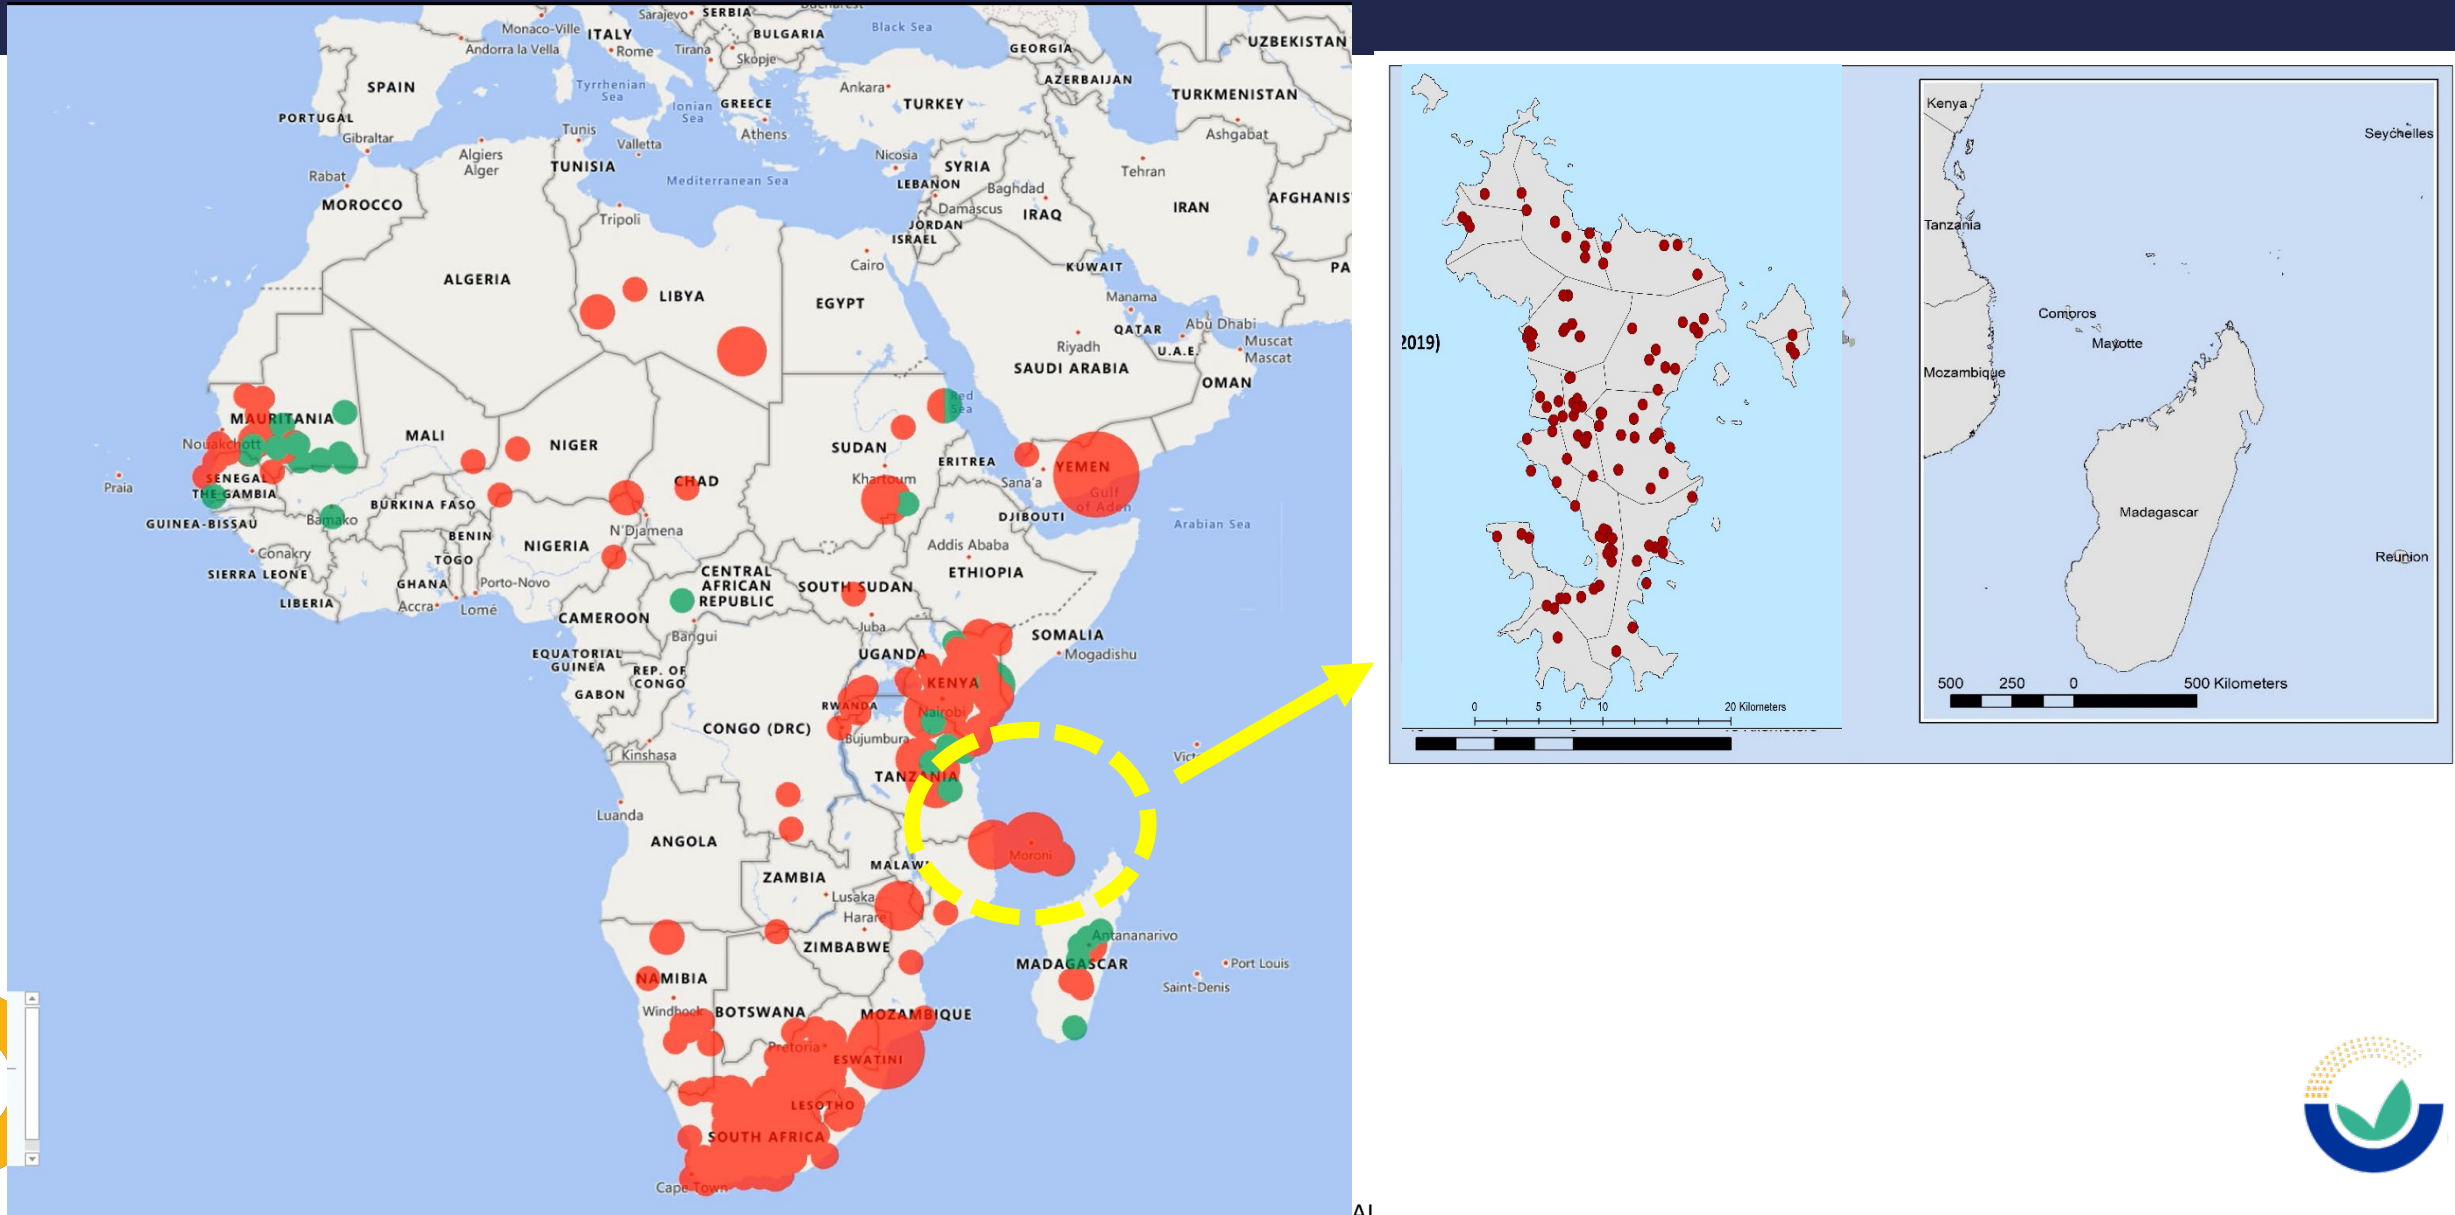 Sarajevo
SERBIA
Monaco-Ville
ITALY
BULGARIA
Black Sea
GEORGIA
UZBEKISTAN
Andorra la Vella
Rome
Tirana
Skopje
SPAIN
Tyrrhenian
Sea
Ionian
Sea
GREECE
Ankara
TURKEY
AZERBAIJAN
TURKMENISTAN
PORTUGAL
Gibraltar
Algiers
Alger
Tunis
TUNISIA
Valletta
Athens
Nicosia
SYRIA
LEBANON
Damascus
Baghdad
IRAQ
Tehran
IRAN
Ashgabat
AFGHANIS
Rabat
MOROCCO
Mediterranean Sea
Tripoli
JORDAN
ISRAEL
Cairo
KUWAIT
PA
ALGERIA
LIBYA
EGYPT
Manama
QATAR
Abu Dhabi
U.A.E.
Muscat
Mascat
Riyadh
SAUDI ARABIA
OMAN
Red
Sea
MAURITANIA
Nouakchott
MALI
NIGER
CHAD
SUDAN
Khartoum
ERITREA
YEMEN
Sana'a
Gulf
of Aden
Praia
SENEGAL
THE GAMBIA
GUINEA-BISSAU
Bamako
BURKINA FASO
N'Djamena
DJIBOUTI
Arabian Sea
Conakry
SIERRA LEONE
LIBERIA
BENIN
TOGO
GHANA
Accra
Lomé
Porto-Novo
NIGERIA
CENTRAL
AFRICAN
REPUBLIC
SOUTH SUDAN
Addis Ababa
ETHIOPIA
CAMEROON
Bangui
Juba
SOMALIA
Mogadishu
EQUATORIAL
GUINEA
REP. OF
CONGO
GABON
UGANDA
KENYA
Nairobi
RWANDA
Bujumbura
CONGO (DRC)
Kinshasa
TANZANIA
Vict
Luanda
ANGOLA
ZAMBIA
MALAWI
Moroni
Lusaka
Harare
ZIMBABWE
Antananarivo
MADAGASCAR
Port Louis
Saint-Denis
NAMIBIA
Windhoek
BOTSWANA
MOZAMBIQUE
Pretoria
ESWATINI
LESOTHO
SOUTH AFRICA
Cape Town
2019)
0 5 10 20 Kilometers
Kenya
Seychelles
Tanzania
Comoros
Mayotte
Mozambique
Madagascar
Reunion
500 250 0 500 Kilometers
AI